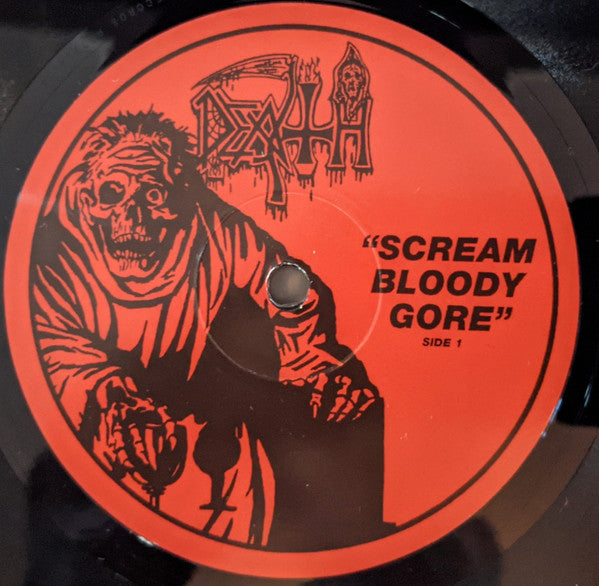 DEATH
“SCREAM
BLOODY
GORE”
SIDE 1